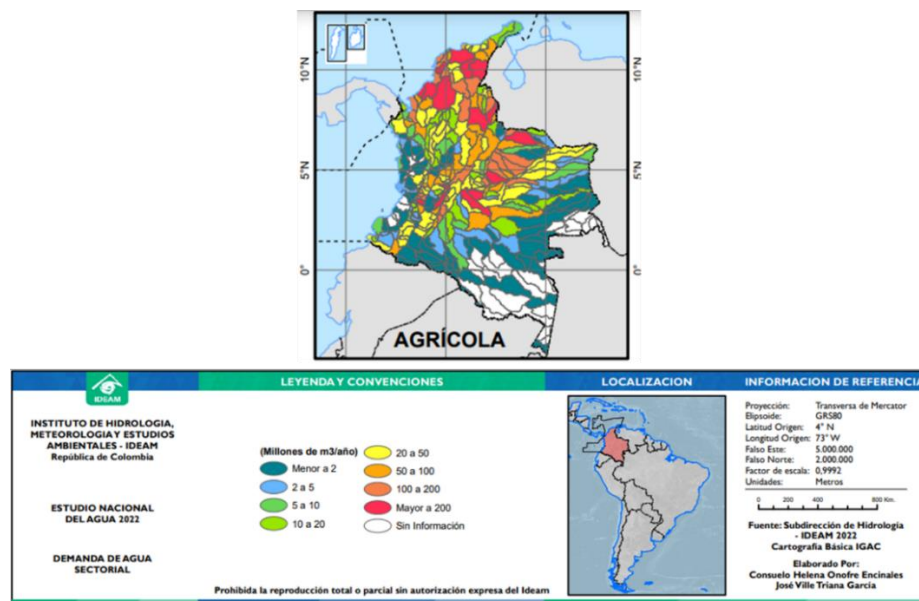 10°N
10°N
5°N
5°N
0°
0°
AGRÍCOLA
IDEAM
INSTITUTO DE HIDROLOGIA,
METEOROLOGIA Y ESTUDIOS
AMBIENTALES - IDEAM
República de Colombia
ESTUDIO NACIONAL
DEL AGUA 2022
DEMANDA DE AGUA
SECTORIAL
LEYENDA Y CONVENCIONES
(Millones de m3/año)
Menor a 2
2 a 5
5 a 10
10 a 20
20 a 50
50 a 100
100 a 200
Mayor a 200
Sin Información
Prohibida la reproducción total o parcial sin autorización expresa del Ideam
LOCALIZACION
INFORMACION DE REFERENCIA
Proyección: Transversa de Mercator
Elipsoide: GRS80
Latitud Origen: 4° N
Longitud Origen: 73° W
Falso Este: 5.000.000
Falso Norte: 2.000.000
Factor de escala: 0,9992
Unidades: Metros
0 200 400 800 Km.
Fuente: Subdirección de Hidrología
- IDEAM 2022
Cartografía Básica IGAC
Elaborado Por:
Consuelo Helena Onofre Encinales
José Ville Triana García